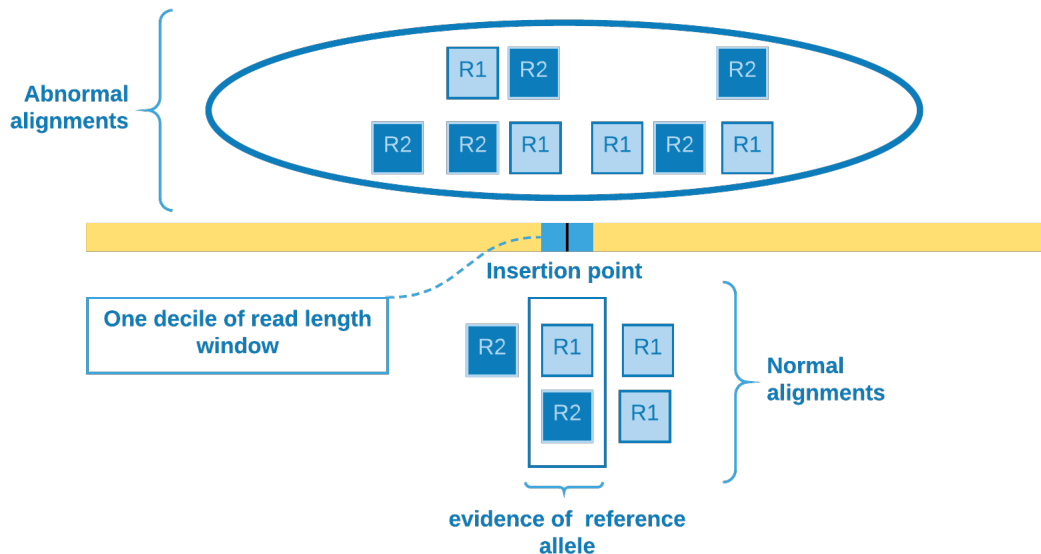 Abnormal
alignments
R1 R2 R2
R2 R2 R1 R1 R2 R1
Insertion point
One decile of read length
window
R2 R1 R1
R2 R1
Normal
alignments
evidence of reference
allele